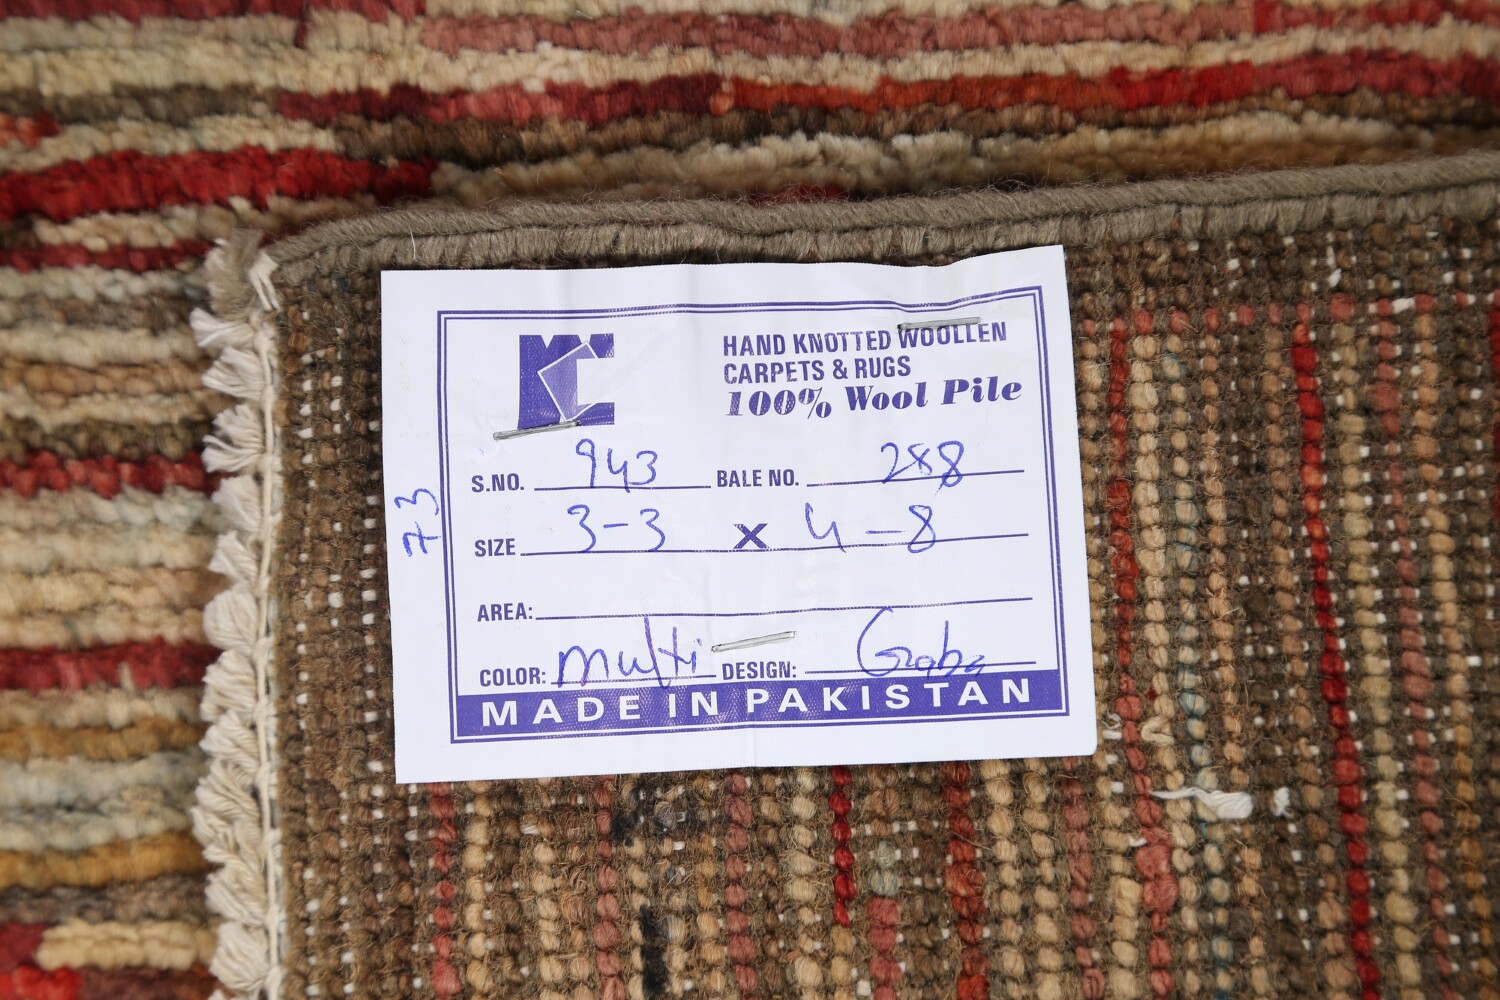 HAND KNOTTED WOOLLEN
CARPETS & RUGS
100% Wool Pile
S.NO. 943 BALE NO. 288
SIZE 3-3 X 4-8
AREA:
COLOR: multi DESIGN:
MADE IN PAKISTAN
73